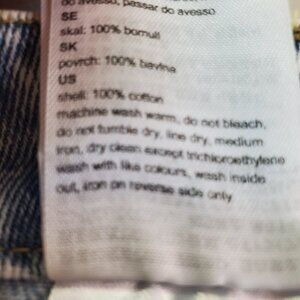 do avesso, passar do avesso
SE
skal: 100% bomull
SK
povrch: 100% bavlna
US
shell: 100% cotton
machine wash warm, do not bleach,
do not tumble dry, line dry, medium
iron, dry clean except trichloroethylene
wash with like colours, wash inside
out, iron on reverse side only